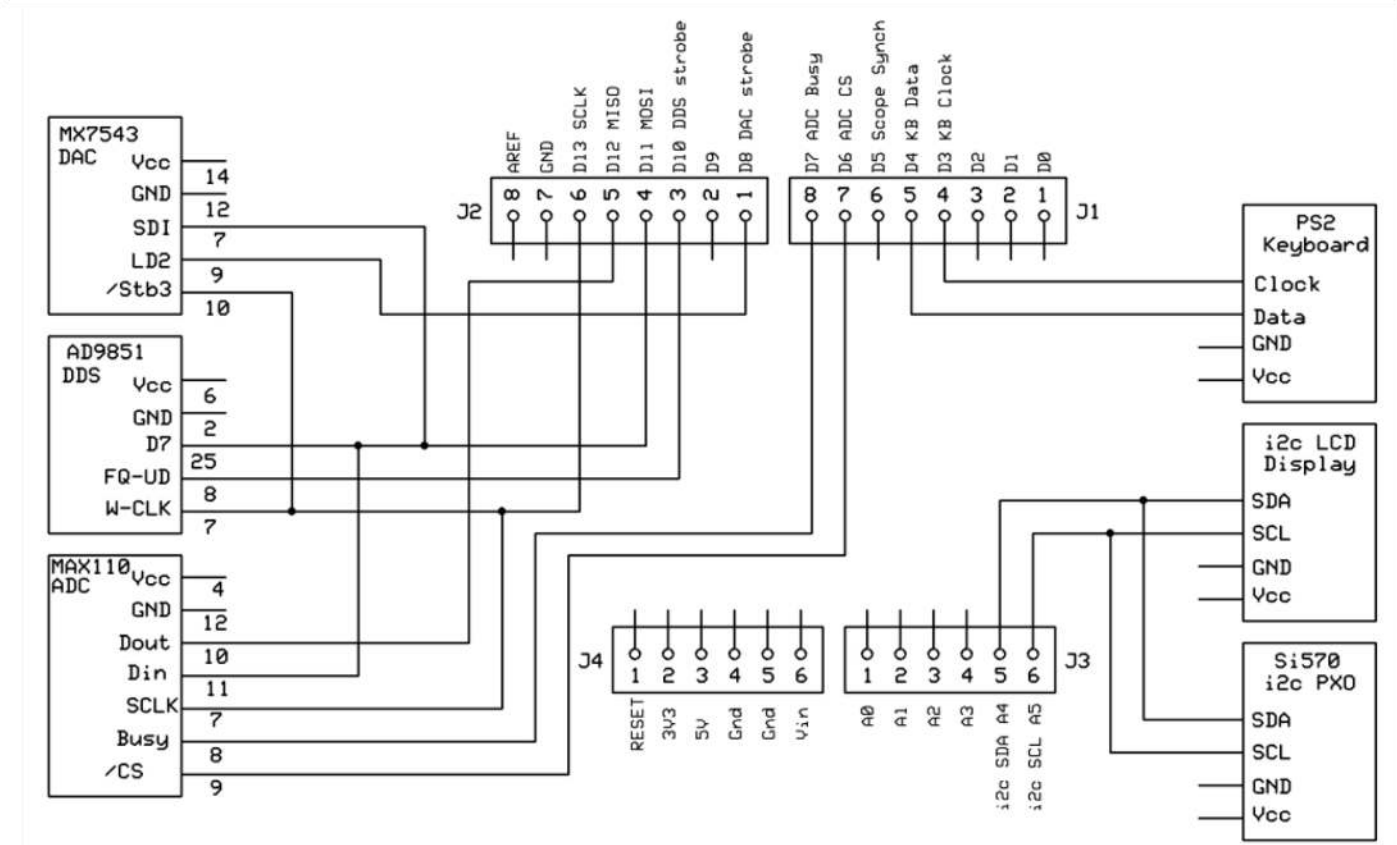 MX7543
DAC
Vcc
14
GND
12
SDI
7
LD2
9
/Stb3
10
AD9851
DDS
Vcc
6
GND
2
D7
25
FQ-UD
8
W-CLK
7
MAX110
ADC
Vcc
4
GND
12
Dout
10
Din
11
SCLK
7
Busy
8
/CS
9
AREF
GND
D13 SCLK
D12 MISO
D11 MOSI
D10 DDS strobe
D9
D8 DAC strobe
J2
8 7 6 5 4 3 2 1
D7 ADC Busy
D6 ADC CS
D5 Scope Synch
D4 KB Data
D3 KB Clock
D2
D1
D0
8 7 6 5 4 3 2 1
J1
J4
1 2 3 4 5 6
RESET
3V3
5V
Gnd
Gnd
Vin
1 2 3 4 5 6
J3
A0
A1
A2
A3
i2c SDA A4
i2c SCL A5
PS2
Keyboard
Clock
Data
GND
Vcc
i2c LCD
Display
SDA
SCL
GND
Vcc
Si570
i2c PXO
SDA
SCL
GND
Vcc